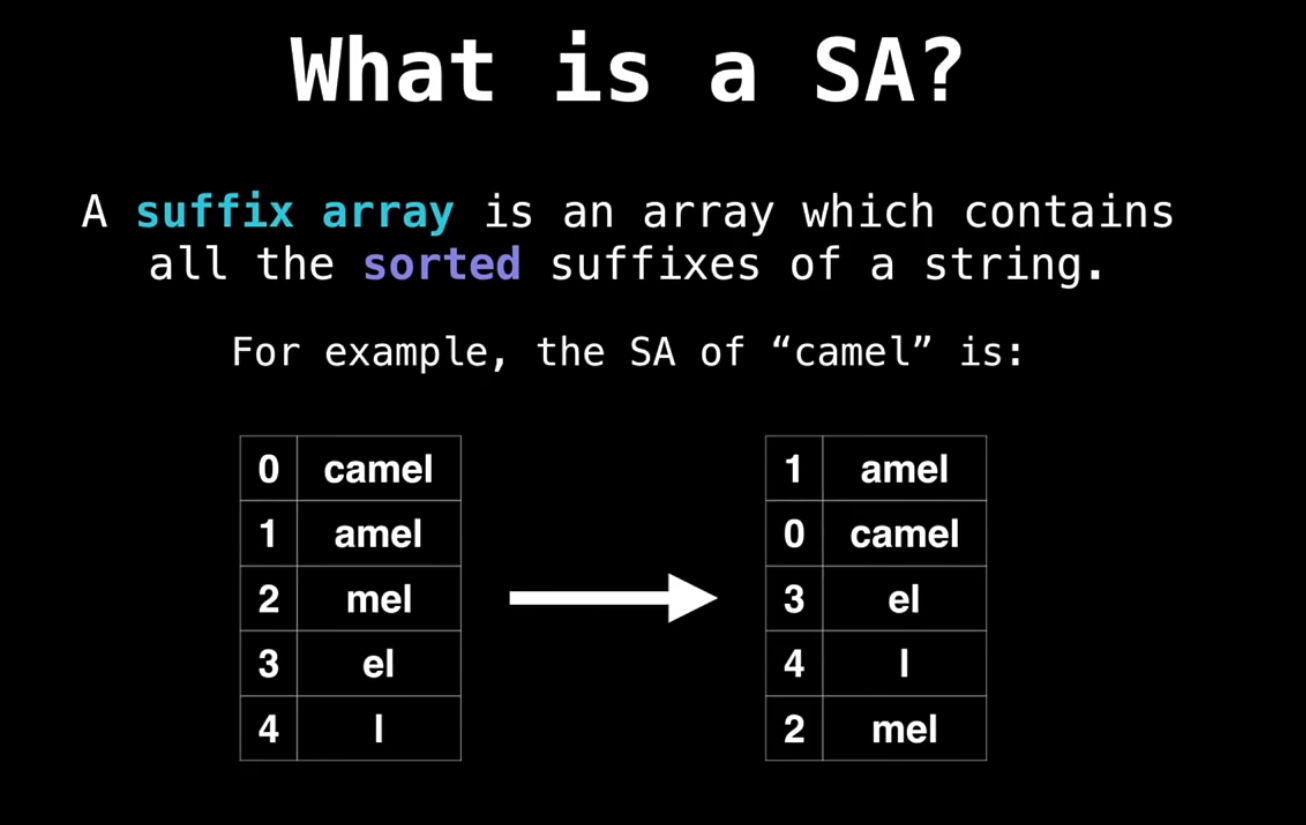 What is a SA?
A suffix array is an array which contains
all the sorted suffixes of a string.
For example, the SA of “camel” is:
0 camel
1 amel
2 mel
3 el
4 l
1 amel
0 camel
3 el
4 l
2 mel